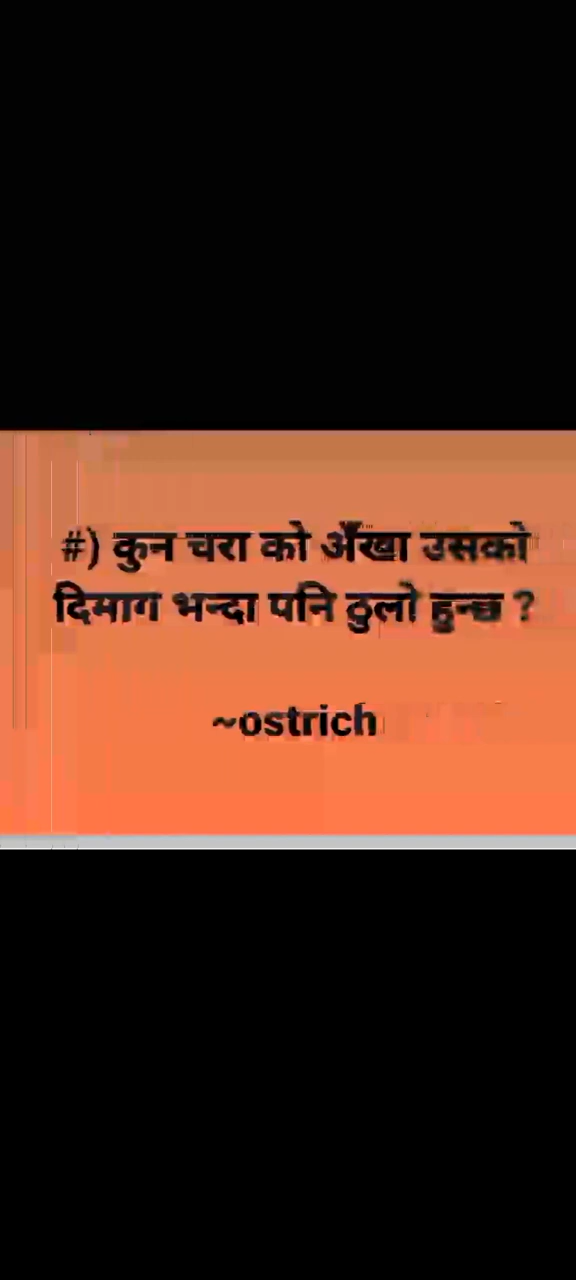 #) कुन चरा को अँखा उसको
दिमाग भन्दा पनि ठुलो हुन्छ ?
~ostrich